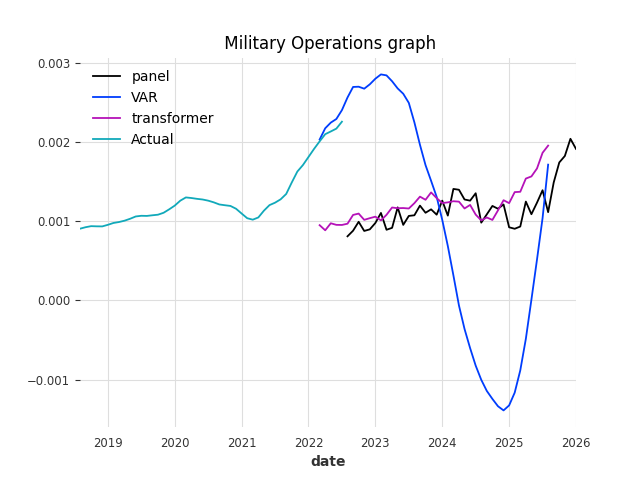 Military Operations graph
panel
VAR
transformer
Actual
0.003
0.002
0.001
0.000
−0.001
2019 2020 2021 2022 2023 2024 2025 2026
date